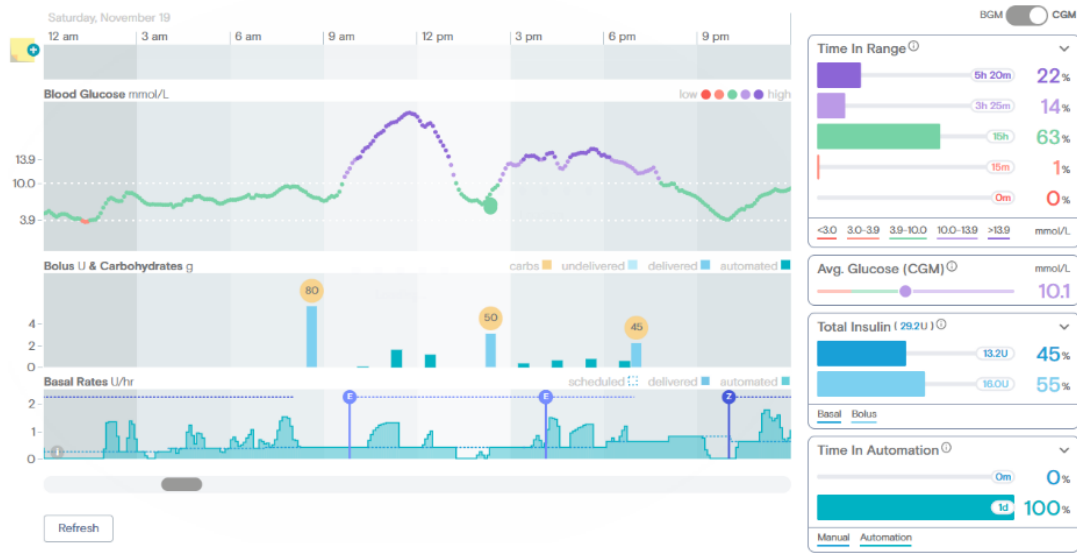 Saturday, November 19
12 am 3 am 6 am 9 am 12 pm 3 pm 6 pm 9 pm
Blood Glucose mmol/L
low high
13.9
10.0
3.9
Bolus U & Carbohydrates g
carbs undelivered delivered automated
80
50
45
4
2
0
Basal Rates U/hr
scheduled delivered automated
2
1
0
E
E
Z
Refresh
BGM CGM
Time In Range
5h 20m 22%
3h 25m 14%
15h 63%
15m 1%
0m 0%
<3.0 3.0-3.9 3.9-10.0 10.0-13.9 >13.9 mmol/L
Avg. Glucose (CGM) mmol/L
10.1
Total Insulin ( 29.2U )
13.2U 45%
16.0U 55%
Basal Bolus
Time In Automation
0m 0%
1d 100%
Manual Automation